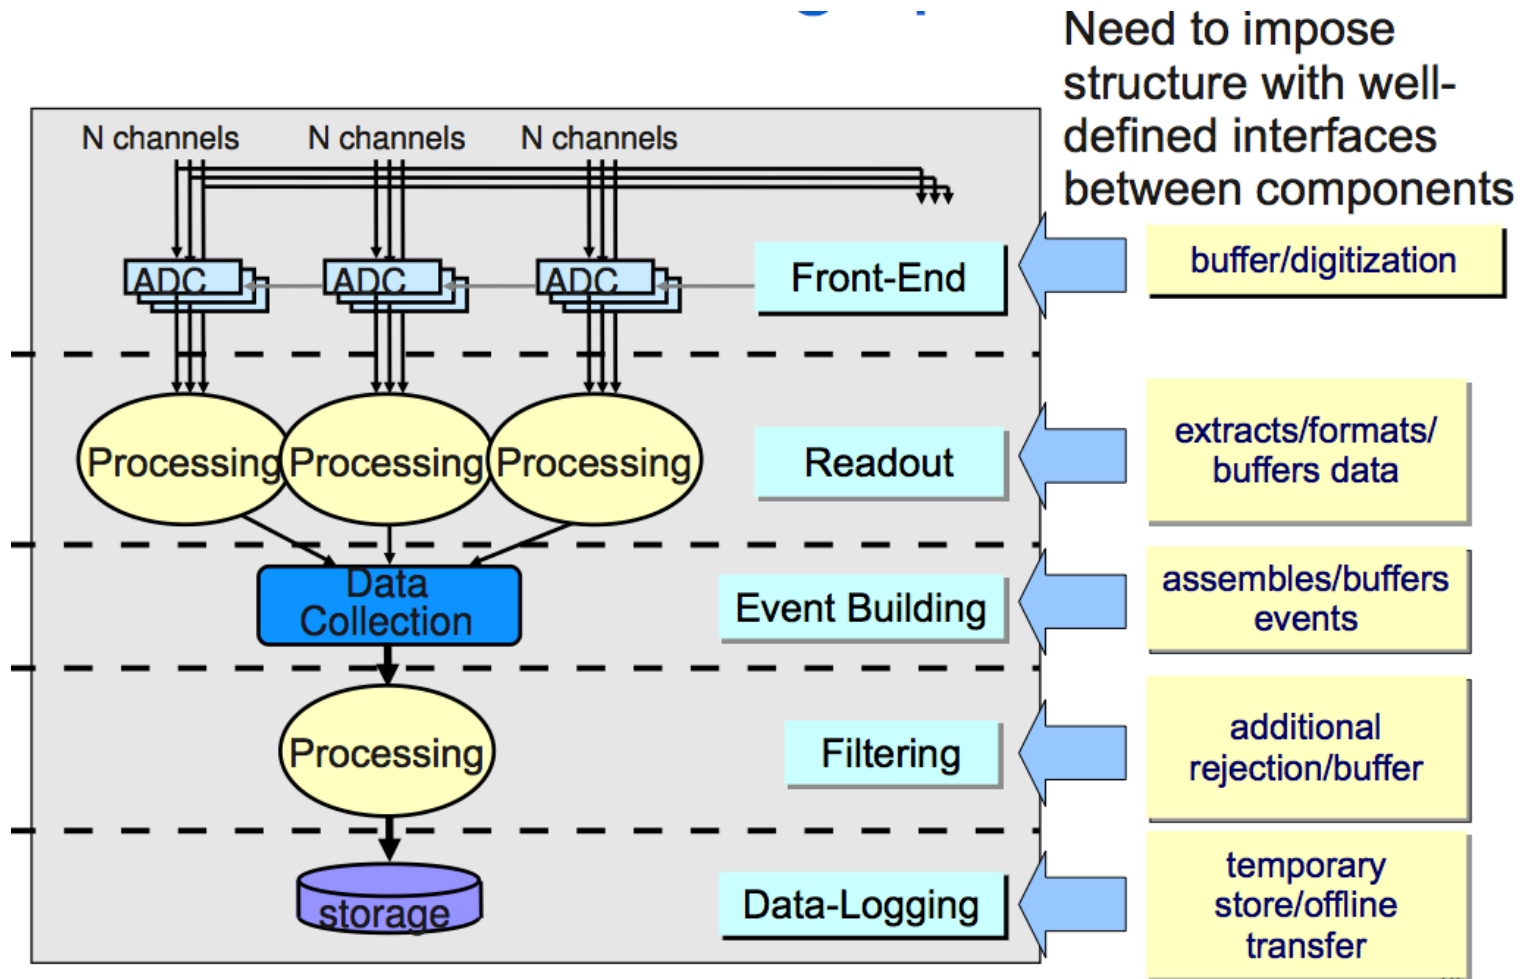 Need to impose
structure with well-
defined interfaces
between components
N channels
N channels
N channels
ADC
ADC
ADC
Front-End
buffer/digitization
Processing
Processing
Processing
Readout
extracts/formats/
buffers data
Data
Collection
Event Building
assembles/buffers
events
Processing
Filtering
additional
rejection/buffer
storage
Data-Logging
temporary
store/offline
transfer